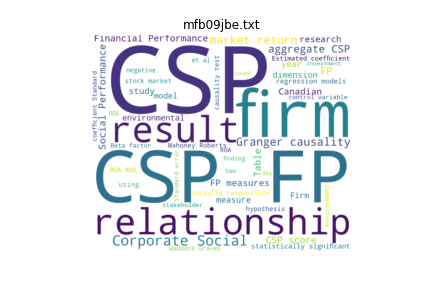 mfb09jbe.txt
Financial Performance
market return
research
et al
Estimated coefficient
aggregate CSP
negative
stock market
year
investment
regression models
CSP
causality test
used
dimension
FP
study
model
Canadian
control variable
coefficient Standard
Social Performance
ROE
environmental
firm
result
Granger causality
Beta factor
Mahoney Roberts
ROA
finding
Table
ROA ROE
Standard error
two
CSP
FP
using
FP measures
Firm
socially responsible
measure
stakeholder
hypothesis
environment
relationship
Corporate Social
CSP score
Waddock Graves
statistically significant